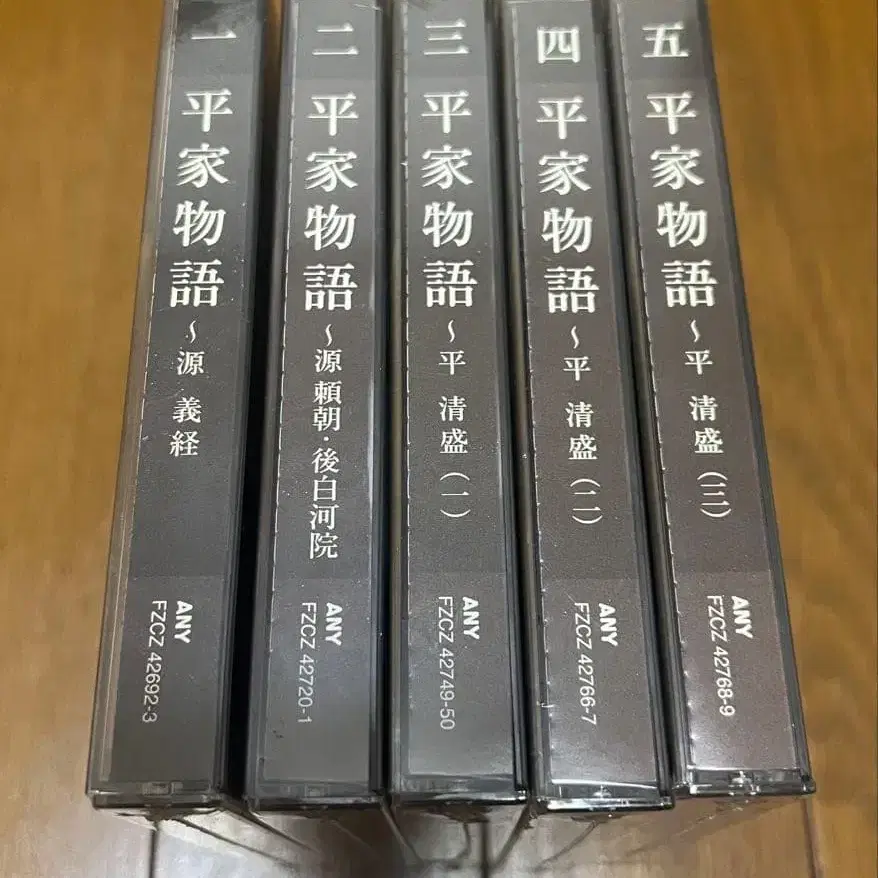 一 平家物語 ~源 義経
ANY
FZCZ 42692-3
二 平家物語 ~源 頼朝・後白河院
ANY
FZCZ 42720-1
三 平家物語 ~平 清盛(一)
ANY
FZCZ 42749-50
四 平家物語 ~平 清盛(二)
ANY
FZCZ 42766-7
五 平家物語 ~平 清盛(三)
ANY
FZCZ 42768-9